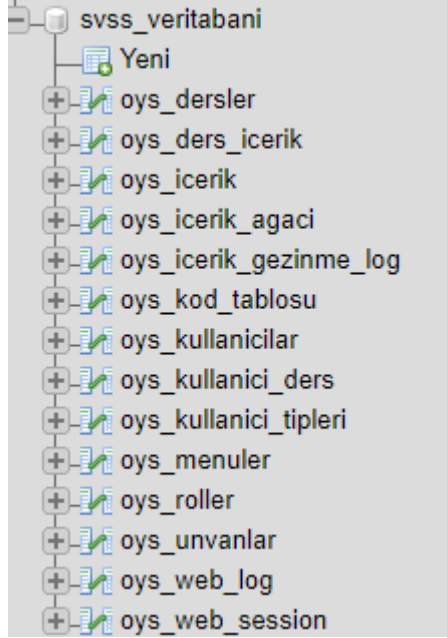 svss_veritabani
Yeni
oys_dersler
oys_ders_icerik
oys_icerik
oys_icerik_agaci
oys_icerik_gezinme_log
oys_kod_tablosu
oys_kullanicilar
oys_kullanici_ders
oys_kullanici_tipleri
oys_menuler
oys_roller
oys_unvanlar
oys_web_log
oys_web_session